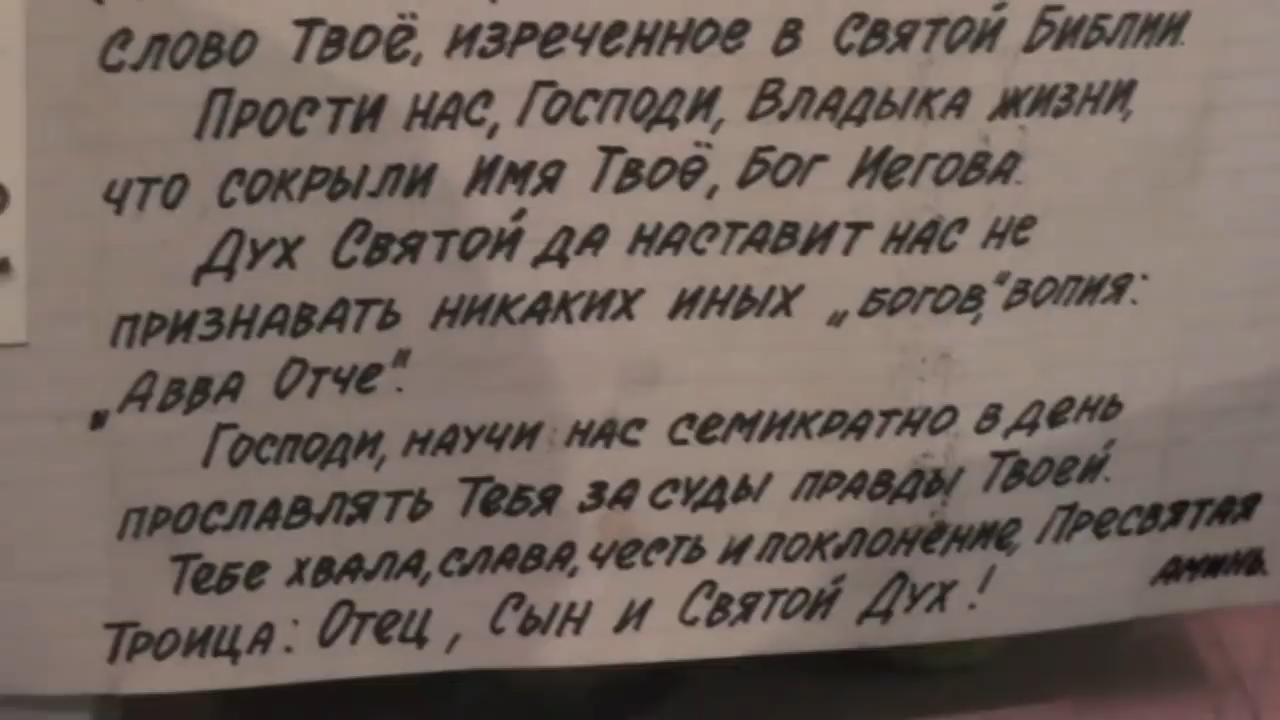 слово Твоё, изреченное в Святой Библии.
Прости нас, Господи, Владыка жизни,
что сокрыли имя Твоё, Бог Иегова.
Дух Святой да наставит нас не
признавать никаких иных „богов,“ вопия:
„Авва Отче“.
Господи, научи нас семикратно в день
прославлять Тебя за суды правды Твоей.
Тебе хвала, слава, честь и поклонение, Пресвятая
Троица: Отец, Сын и Святой Дух!
аминь.